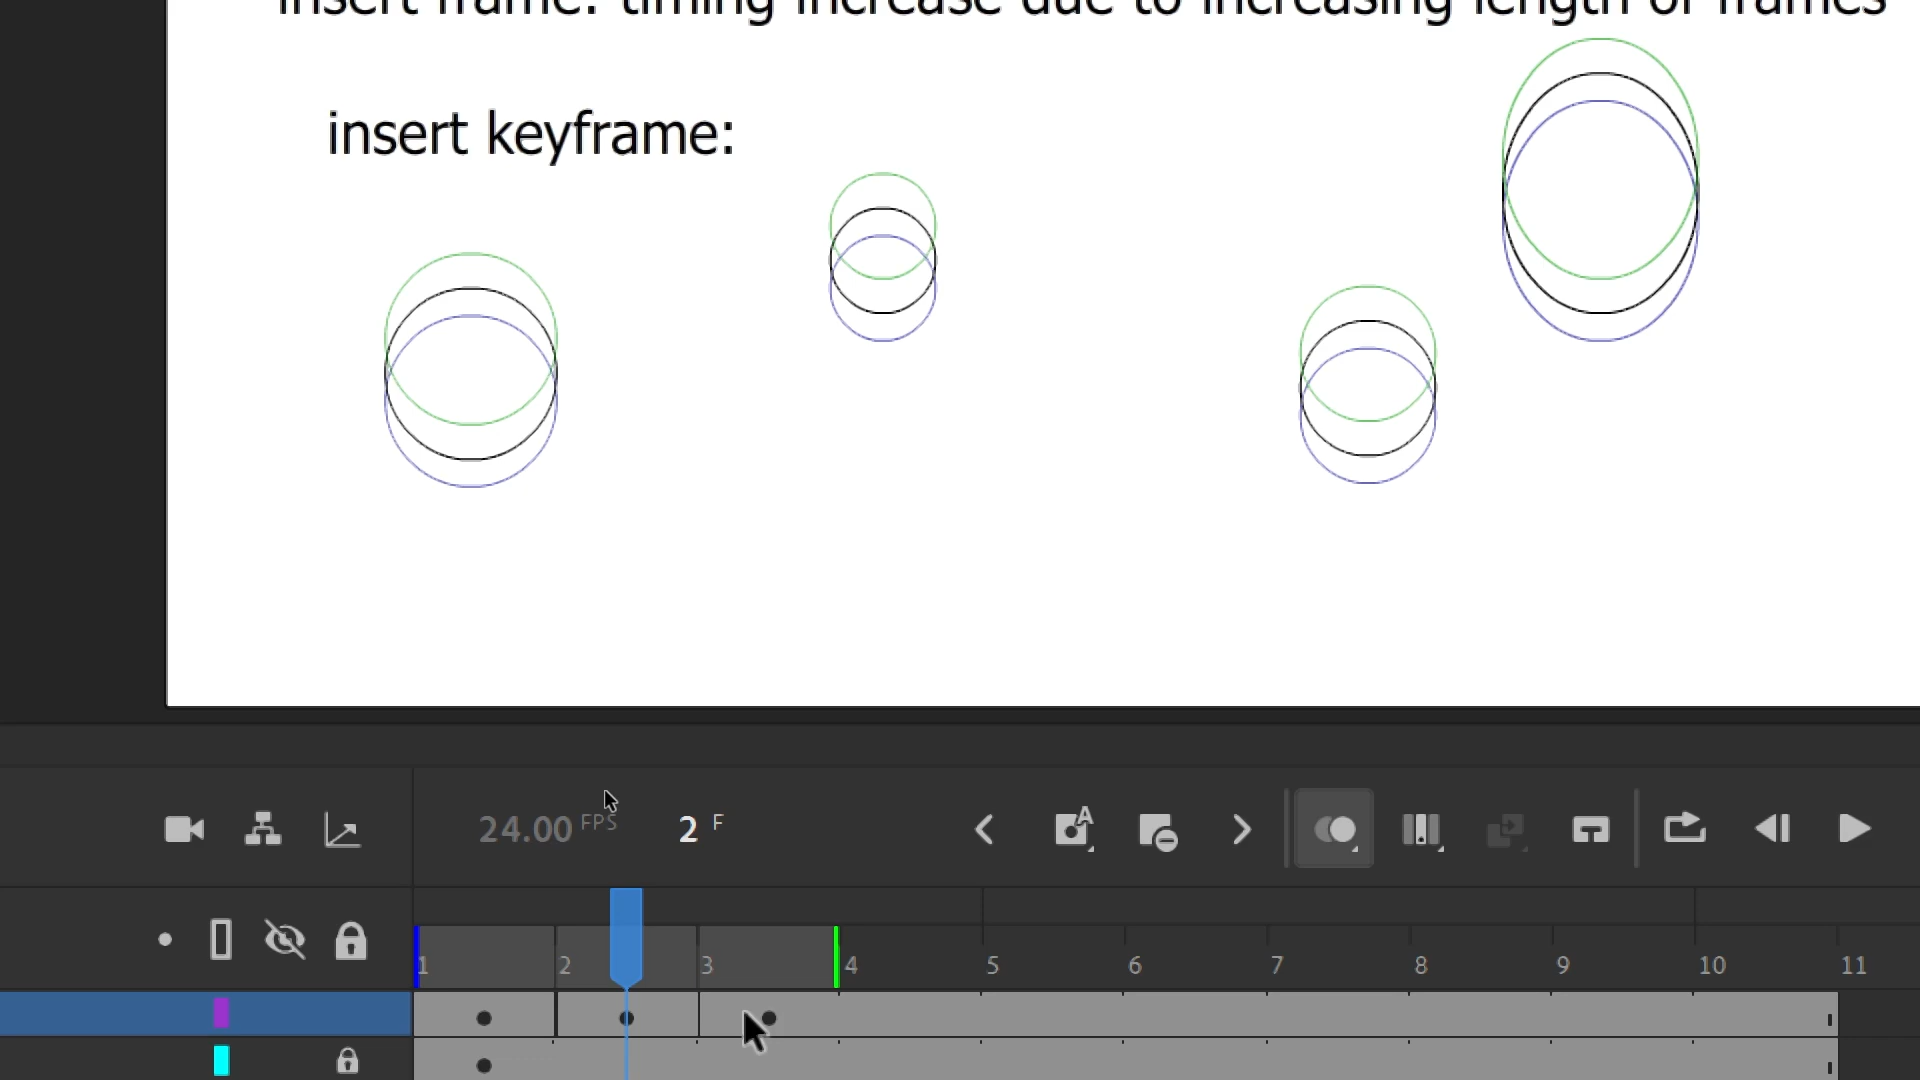 insert frame: timing increase due to increasing length of frames
insert keyframe:
24.00 FPS 2 F
A
1 2 3 4 5 6 7 8 9 10 11